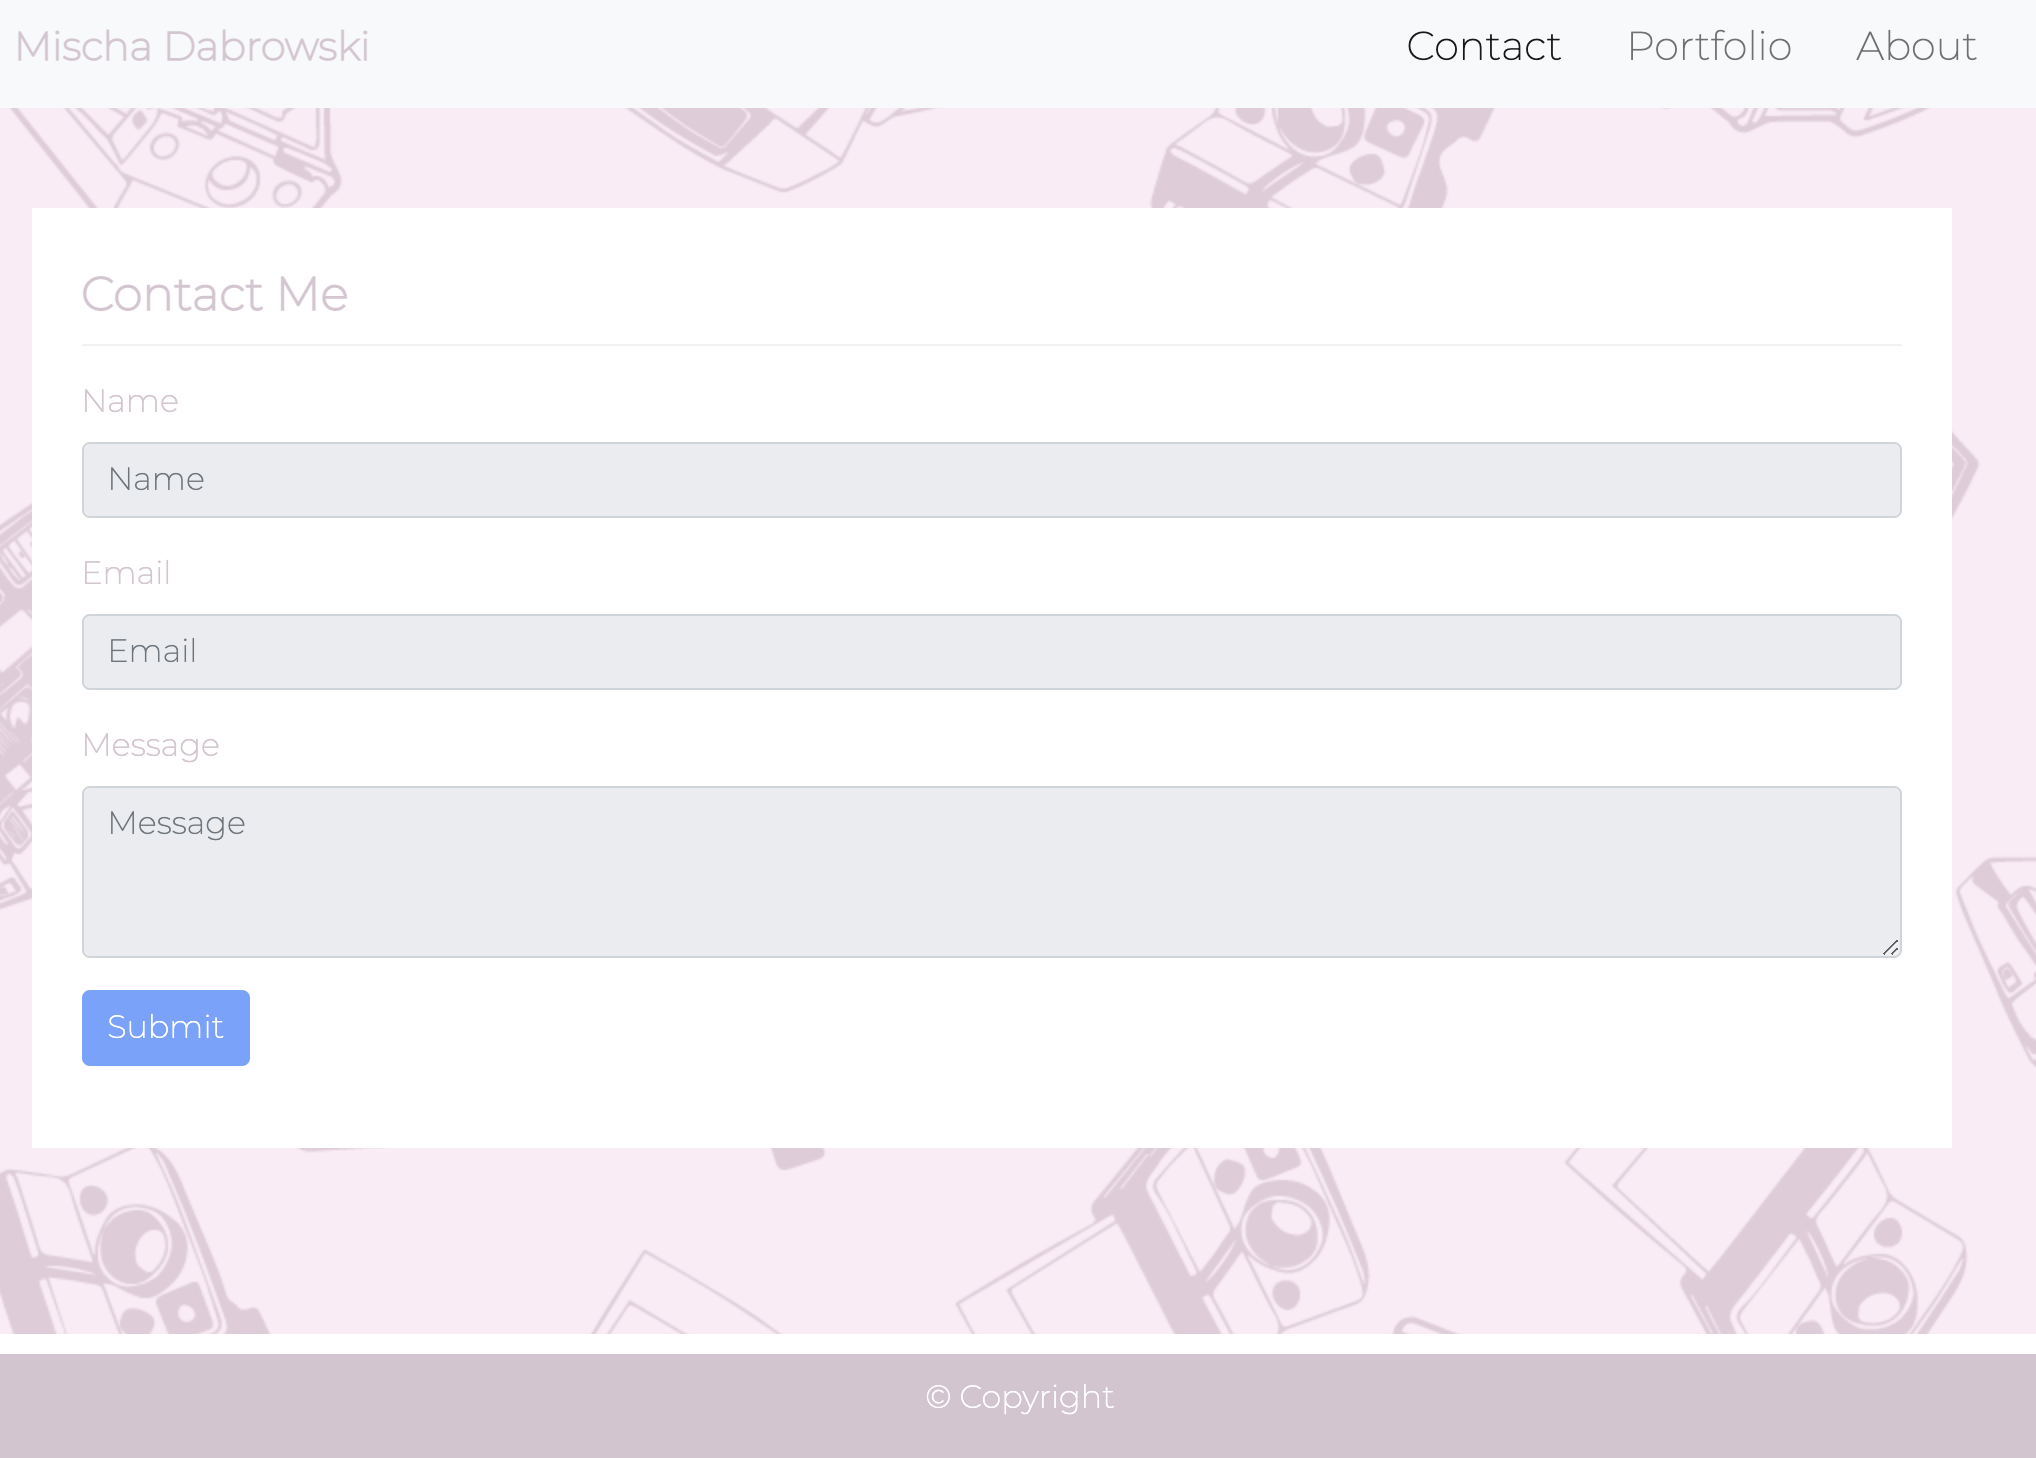 Mischa Dabrowski
Contact Portfolio About
Contact Me
Name
Name
Email
Email
Message
Message
Submit
© Copyright